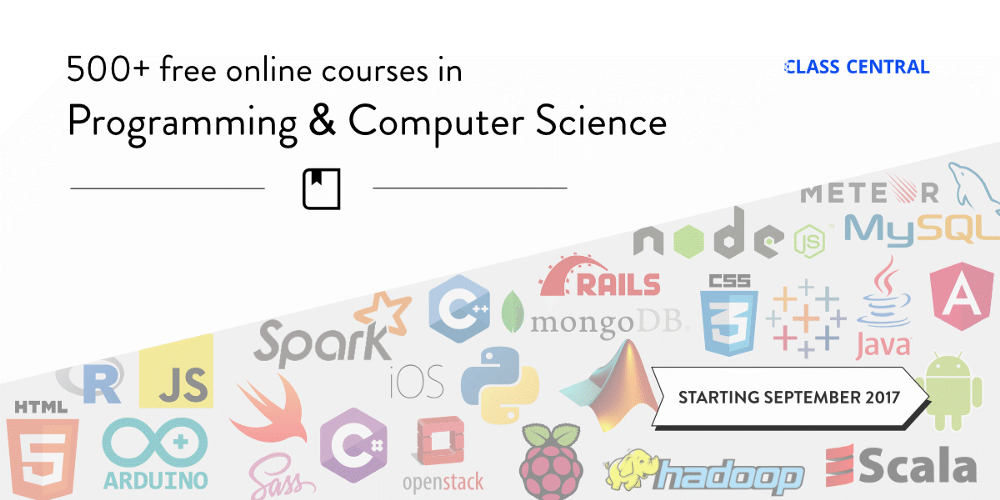 500+ free online courses in
CLASS CENTRAL
Programming & Computer Science
METEOR
node
JS
MySQL
RAILS
CSS
3
A
Spark
C++
mongoDB®
Java
R
JS
iOS
STARTING SEPTEMBER 2017
HTML
5
ARDUINO
C#
Sass
openstack
hadoop
Scala